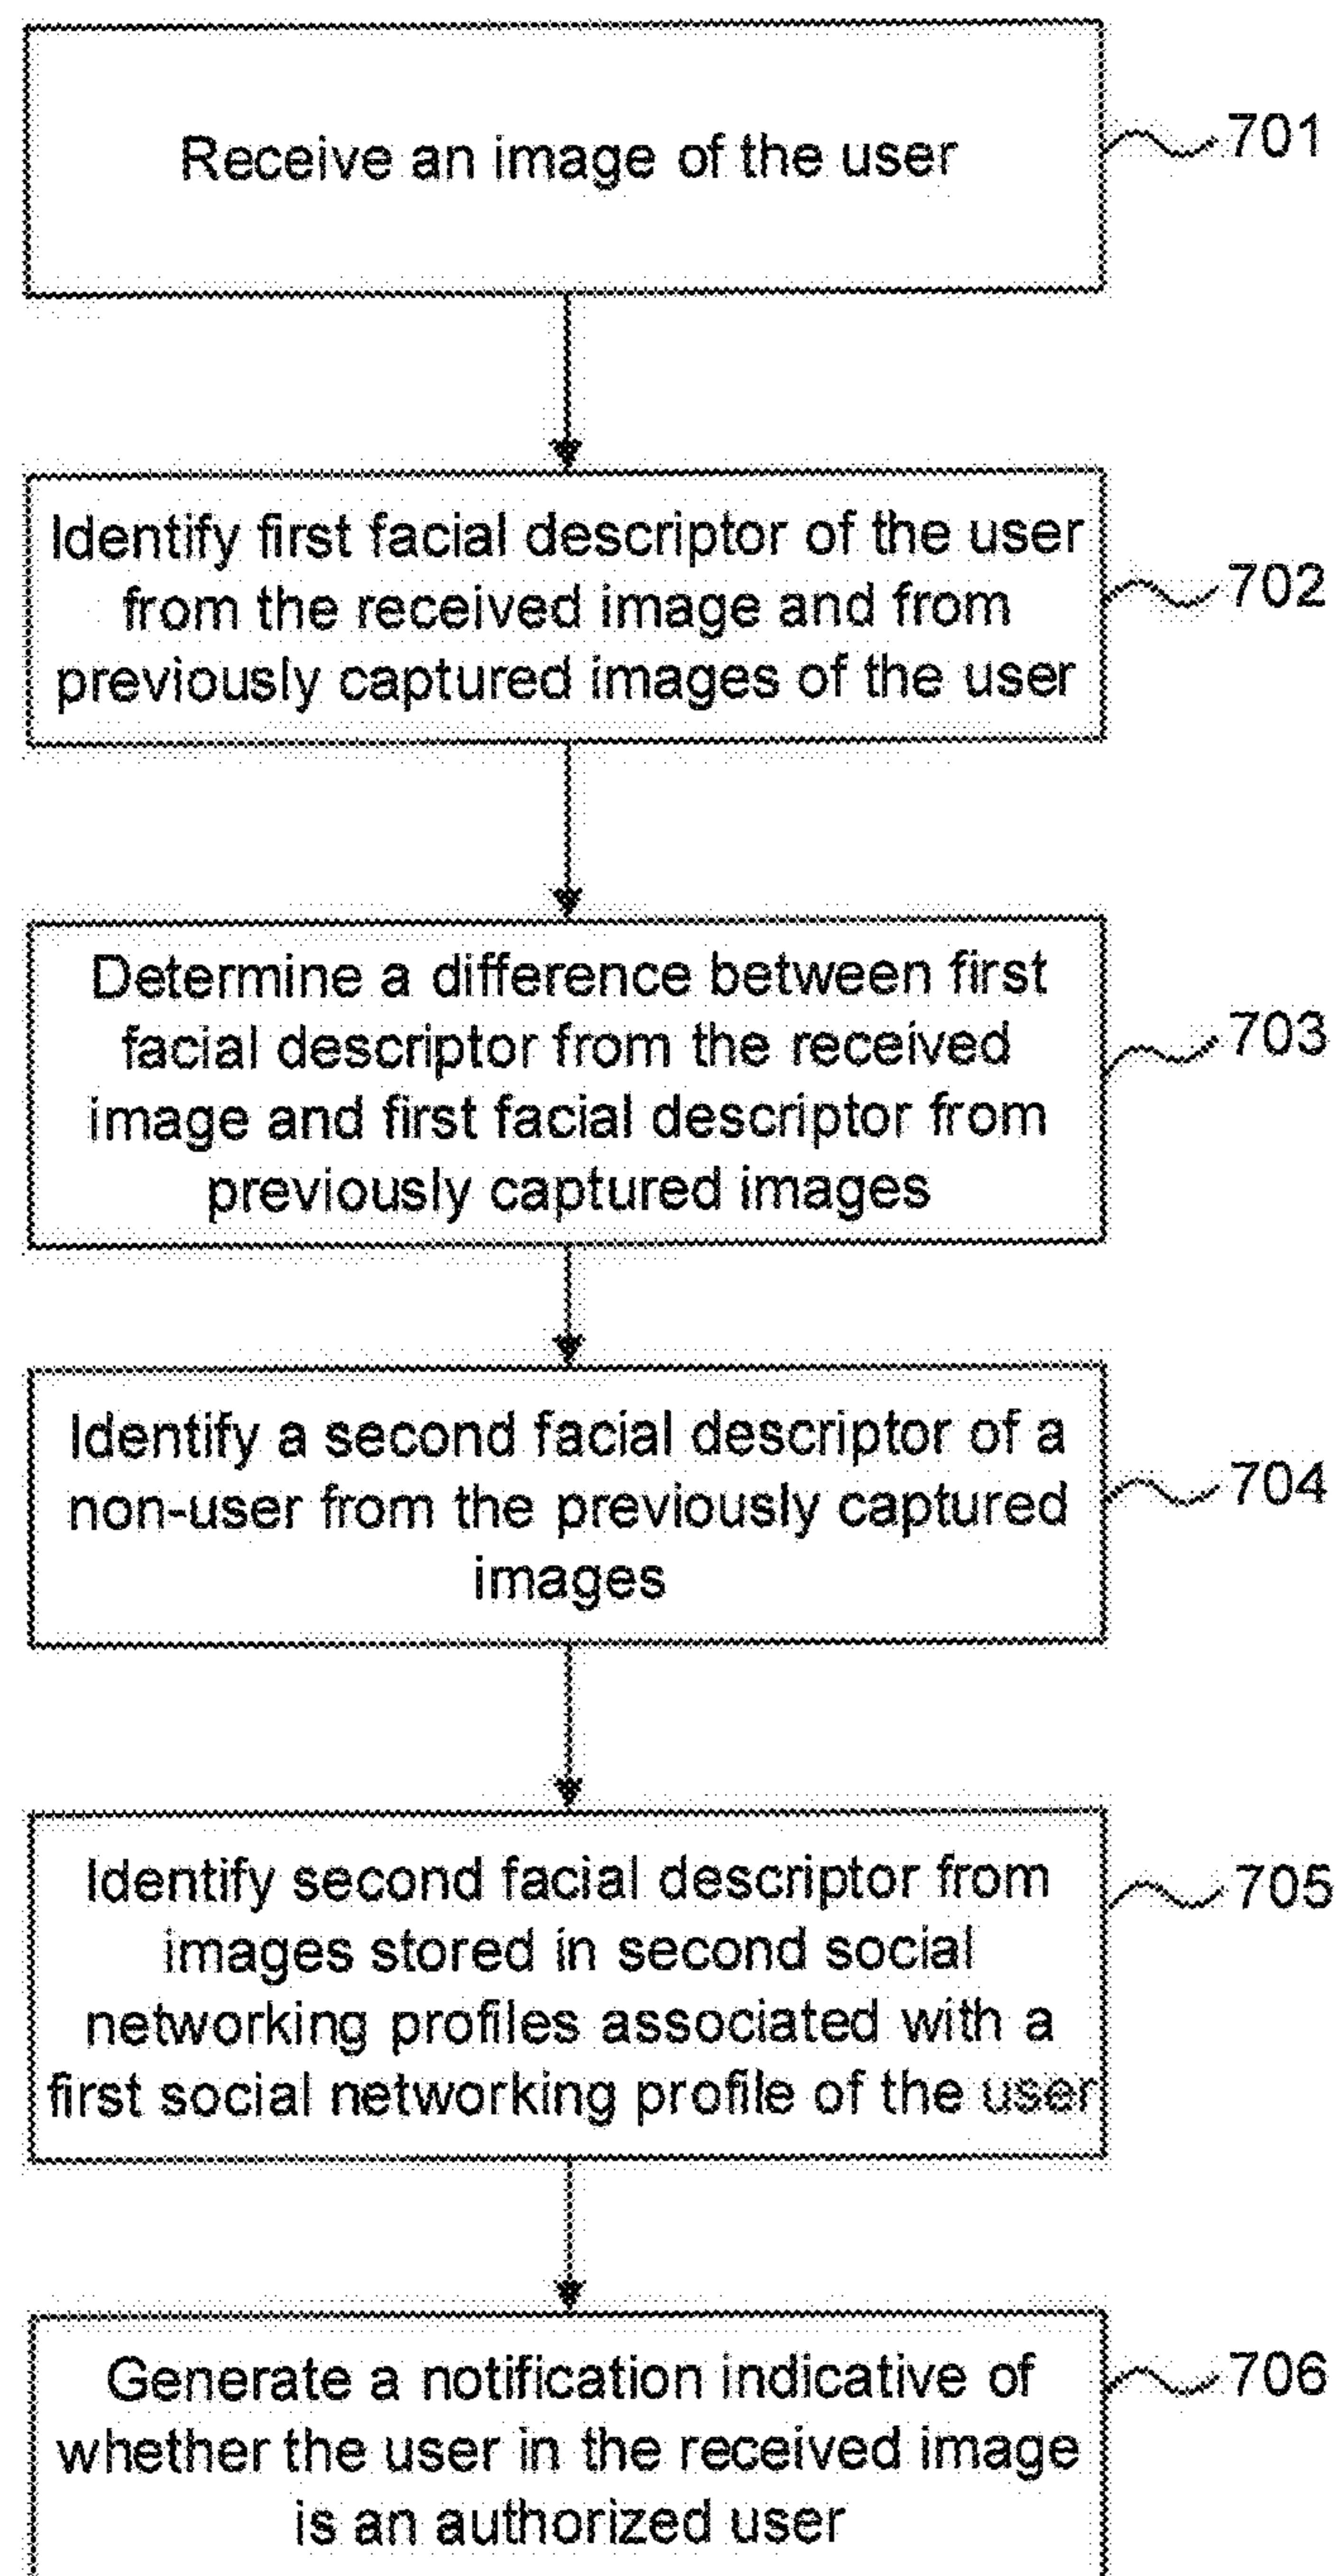 Receive an image of the user
701
Identify first facial descriptor of the user
from the received image and from
previously captured images of the user
702
Determine a difference between first
facial descriptor from the received
image and first facial descriptor from
previously captured images
703
Identify a second facial descriptor of a
non-user from the previously captured
images
704
Identify second facial descriptor from
images stored in second social
networking profiles associated with a
first social networking profile of the user
705
Generate a notification indicative of
whether the user in the received image
is an authorized user
706